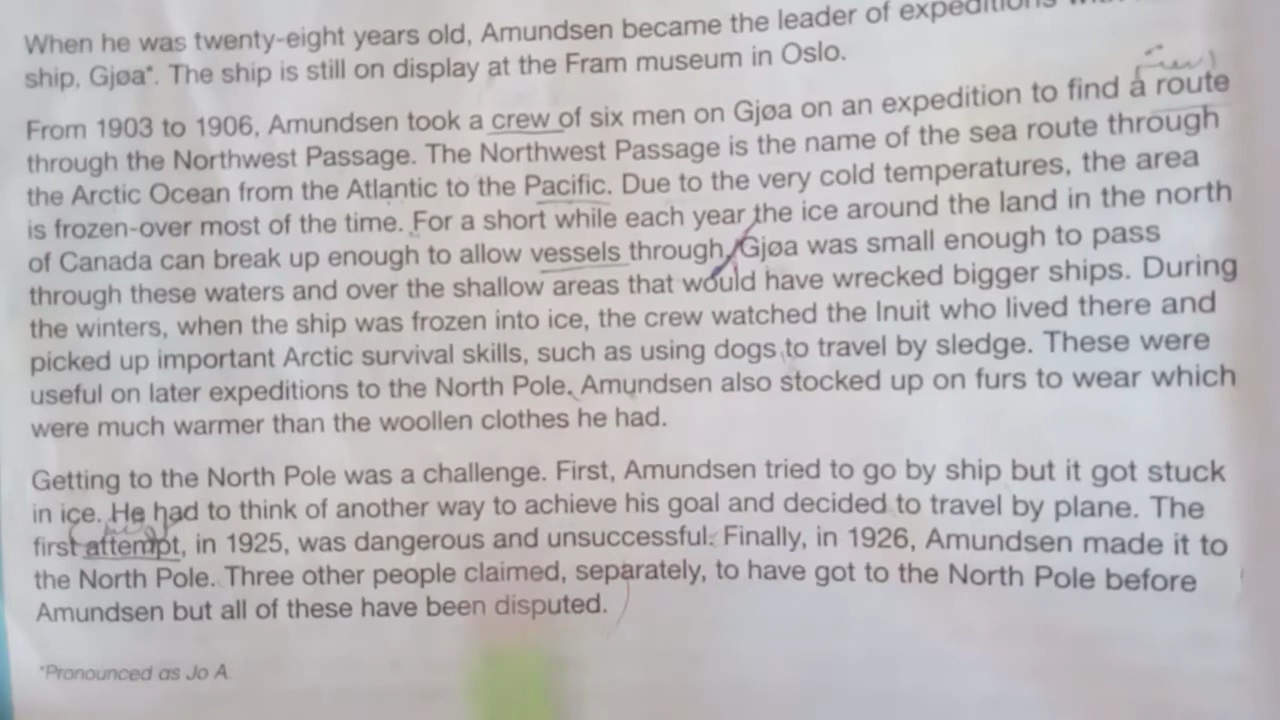 When he was twenty-eight years old, Amundsen became the leader of expeditions
ship, Gjøa*. The ship is still on display at the Fram museum in Oslo.
From 1903 to 1906, Amundsen took a crew of six men on Gjøa on an expedition to find a route
through the Northwest Passage. The Northwest Passage is the name of the sea route through
the Arctic Ocean from the Atlantic to the Pacific. Due to the very cold temperatures, the area
is frozen-over most of the time. For a short while each year the ice around the land in the north
of Canada can break up enough to allow vessels through. Gjøa was small enough to pass
through these waters and over the shallow areas that would have wrecked bigger ships. During
the winters, when the ship was frozen into ice, the crew watched the Inuit who lived there and
picked up important Arctic survival skills, such as using dogs to travel by sledge. These were
useful on later expeditions to the North Pole. Amundsen also stocked up on furs to wear which
were much warmer than the woollen clothes he had.
Getting to the North Pole was a challenge. First, Amundsen tried to go by ship but it got stuck
in ice. He had to think of another way to achieve his goal and decided to travel by plane. The
first attempt, in 1925, was dangerous and unsuccessful. Finally, in 1926, Amundsen made it to
the North Pole. Three other people claimed, separately, to have got to the North Pole before
Amundsen but all of these have been disputed.
*Pronounced as Jo A.